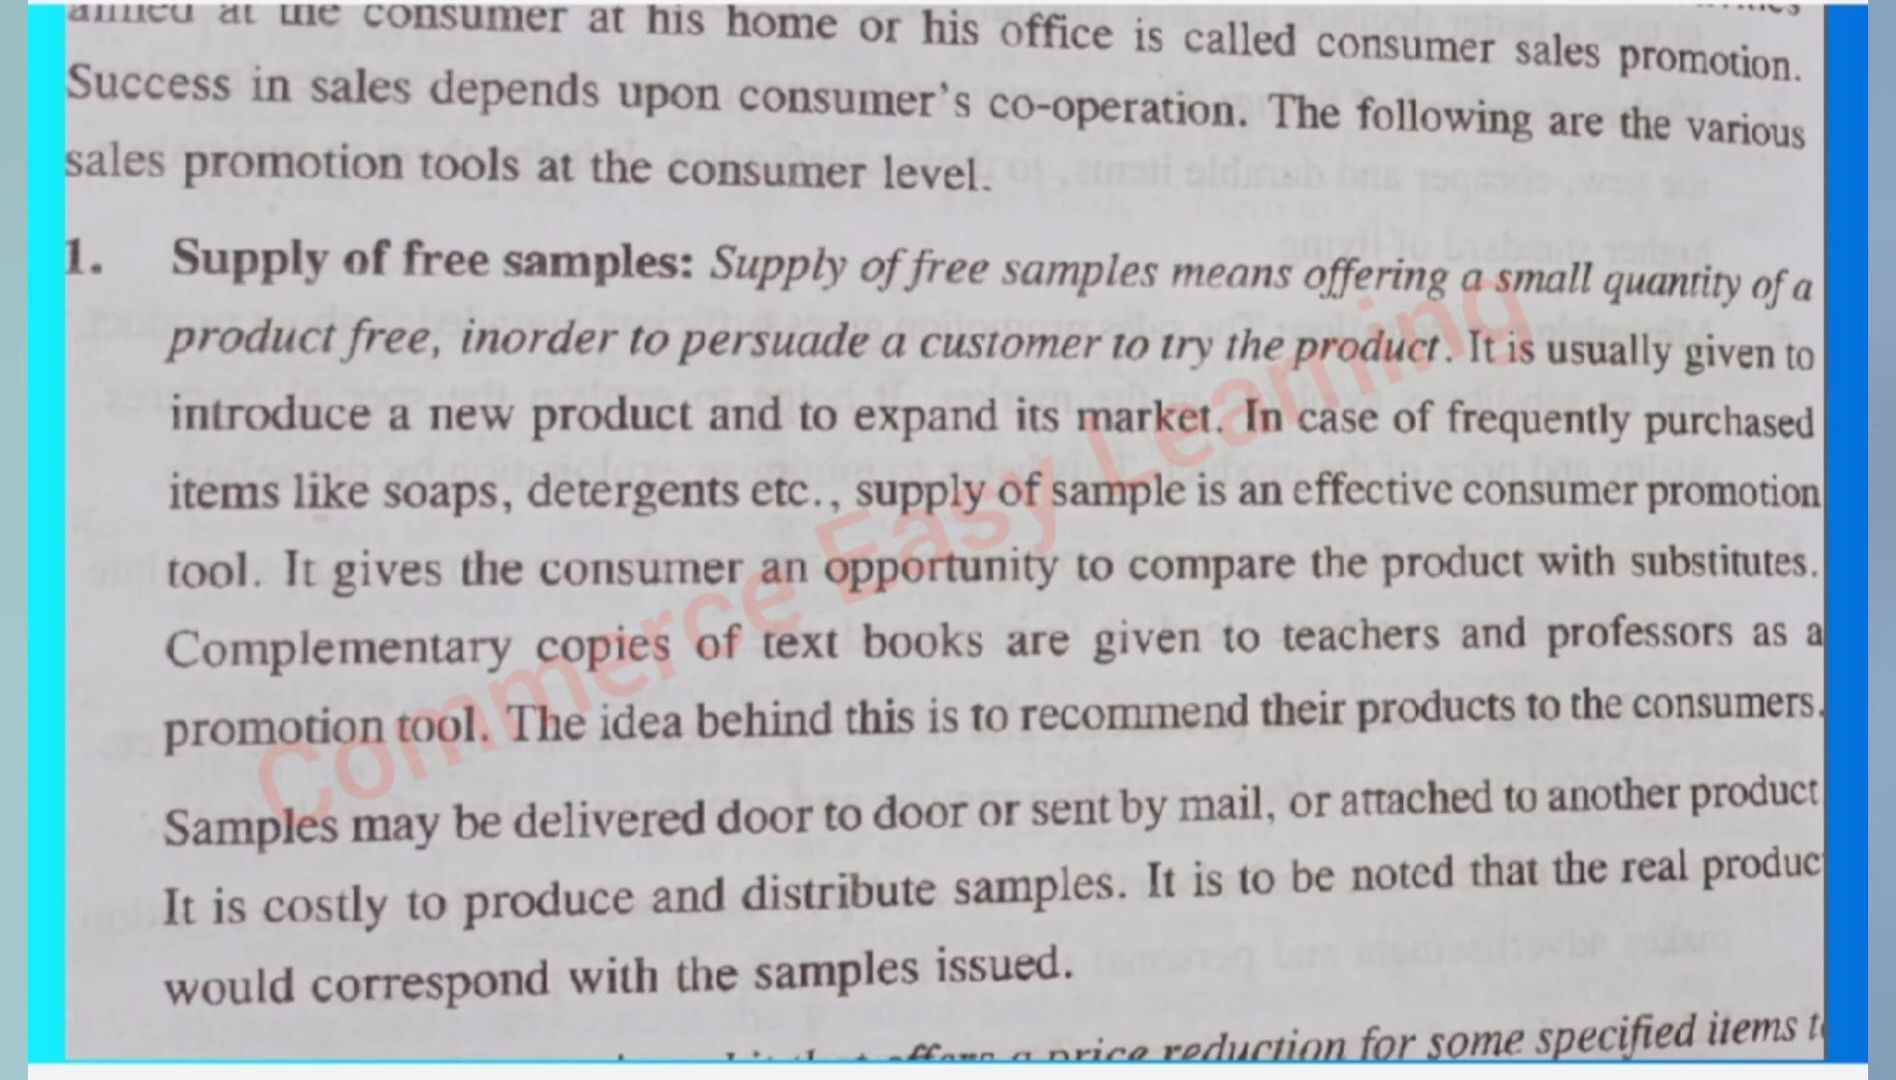 aimed at the consumer at his home or his office is called consumer sales promotion.
Success in sales depends upon consumer's co-operation. The following are the various
sales promotion tools at the consumer level.
1. Supply of free samples: Supply of free samples means offering a small quantity of a
product free, inorder to persuade a customer to try the product. It is usually given to
introduce a new product and to expand its market. In case of frequently purchased
items like soaps, detergents etc., supply of sample is an effective consumer promotion
tool. It gives the consumer an opportunity to compare the product with substitutes.
Complementary copies of text books are given to teachers and professors as a
promotion tool. The idea behind this is to recommend their products to the consumers.
Samples may be delivered door to door or sent by mail, or attached to another product
It is costly to produce and distribute samples. It is to be noted that the real produc
would correspond with the samples issued.
a price reduction for some specified items
Commerce Easy Learning